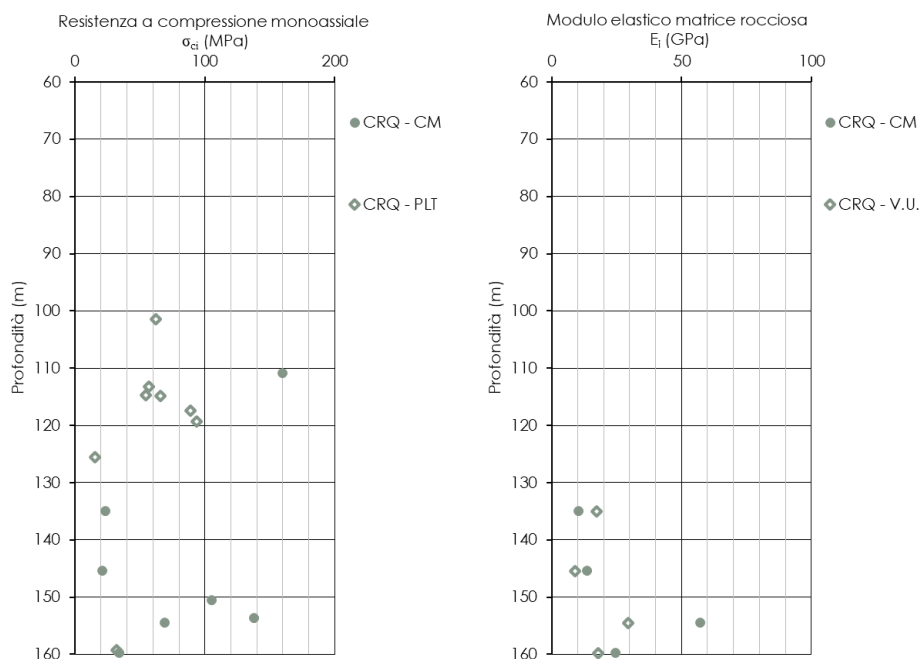 Resistenza a compressione monoassiale
σci (MPa)
0 100 200
60
70
80
90
100
110
120
130
140
150
160
Profondità (m)
CRQ - CM
CRQ - PLT
Modulo elastico matrice rocciosa
Ei (GPa)
0 50 100
60
70
80
90
100
110
120
130
140
150
160
Profondità (m)
CRQ - CM
CRQ - V.U.